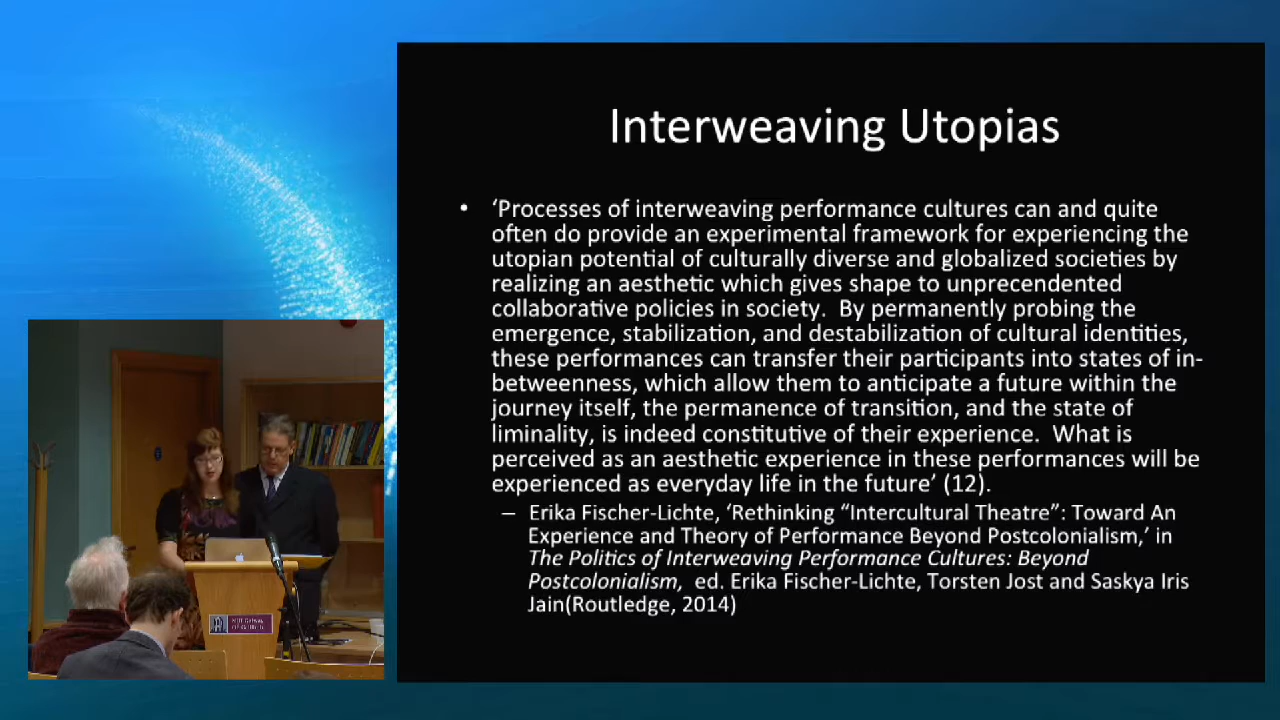 Interweaving Utopias
• ‘Processes of interweaving performance cultures can and quite
often do provide an experimental framework for experiencing the
utopian potential of culturally diverse and globalized societies by
realizing an aesthetic which gives shape to unprecendented
collaborative policies in society.  By permanently probing the
emergence, stabilization, and destabilization of cultural identities,
these performances can transfer their participants into states of in-
betweenness, which allow them to anticipate a future within the
journey itself, the permanence of transition, and the state of
liminality, is indeed constitutive of their experience.  What is
perceived as an aesthetic experience in these performances will be
experienced as everyday life in the future’ (12).
– Erika Fischer-Lichte, ‘Rethinking “Intercultural Theatre”: Toward An
Experience and Theory of Performance Beyond Postcolonialism,’ in
The Politics of Interweaving Performance Cultures: Beyond
Postcolonialism,  ed. Erika Fischer-Lichte, Torsten Jost and Saskya Iris
Jain(Routledge, 2014)